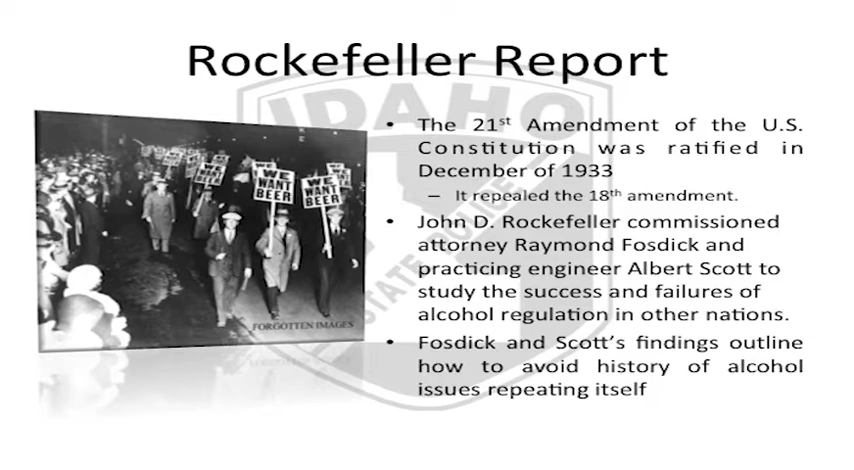 Rockefeller Report
IDAHO
STATE POLICE
WE WANT BEER
WE WANT BEER
FORGOTTEN IMAGES
• The 21st Amendment of the U.S.
Constitution was ratified in
December of 1933
– It repealed the 18th amendment.
• John D. Rockefeller commissioned
attorney Raymond Fosdick and
practicing engineer Albert Scott to
study the success and failures of
alcohol regulation in other nations.
• Fosdick and Scott’s findings outline
how to avoid history of alcohol
issues repeating itself